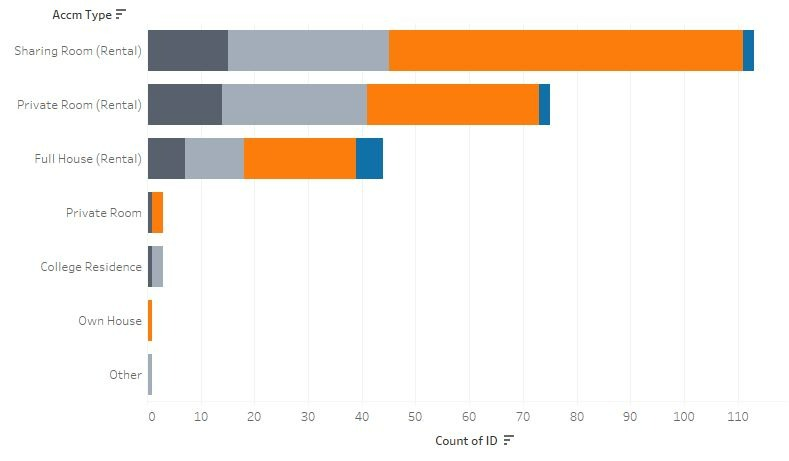 Accm Type
Sharing Room (Rental)
Private Room (Rental)
Full House (Rental)
Private Room
College Residence
Own House
Other
0 10 20 30 40 50 60 70 80 90 100 110
Count of ID